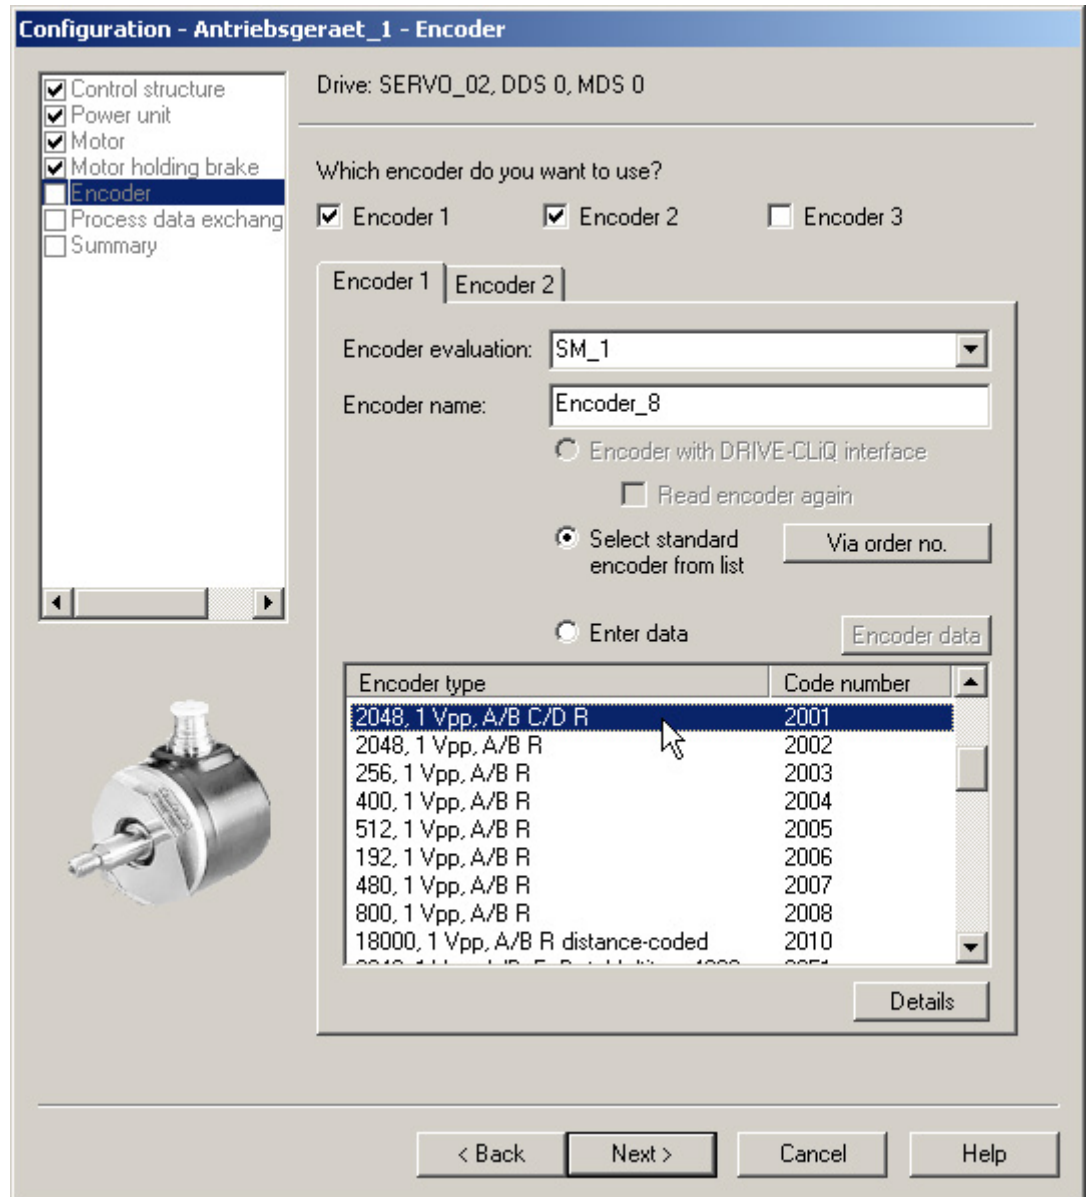 Configuration - Antriebsgeraet_1 - Encoder
Control structure
Power unit
Motor
Motor holding brake
Encoder
Process data exchang
Summary
Drive: SERVO_02, DDS 0, MDS 0
Which encoder do you want to use?
Encoder 1 Encoder 2 Encoder 3
Encoder 1 Encoder 2
Encoder evaluation: SM_1
Encoder name: Encoder_8
Encoder with DRIVE-CLiQ interface
Read encoder again
Select standard
encoder from list
Via order no.
Enter data Encoder data
Encoder type Code number
2048, 1 Vpp, A/B C/D R 2001
2048, 1 Vpp, A/B R 2002
256, 1 Vpp, A/B R 2003
400, 1 Vpp, A/B R 2004
512, 1 Vpp, A/B R 2005
192, 1 Vpp, A/B R 2006
480, 1 Vpp, A/B R 2007
800, 1 Vpp, A/B R 2008
18000, 1 Vpp, A/B R distance-coded 2010
Details
< Back Next > Cancel Help